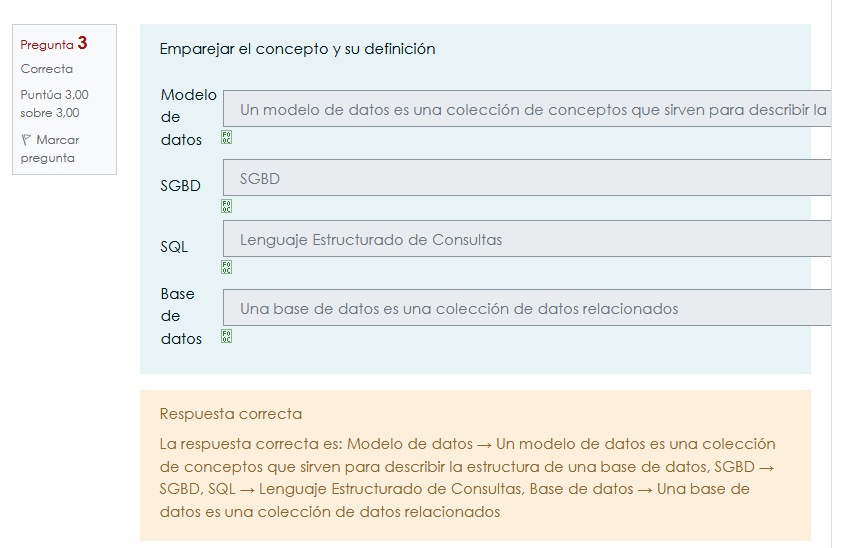 Pregunta 3
Correcta
Puntúa 3,00
sobre 3,00
Marcar
pregunta
Emparejar el concepto y su definición
Modelo
de
datos
Un modelo de datos es una colección de conceptos que sirven para describir la
SGBD
SGBD
SQL
Lenguaje Estructurado de Consultas
Base
de
datos
Una base de datos es una colección de datos relacionados
Respuesta correcta
La respuesta correcta es: Modelo de datos → Un modelo de datos es una colección
de conceptos que sirven para describir la estructura de una base de datos, SGBD →
SGBD, SQL → Lenguaje Estructurado de Consultas, Base de datos → Una base de
datos es una colección de datos relacionados